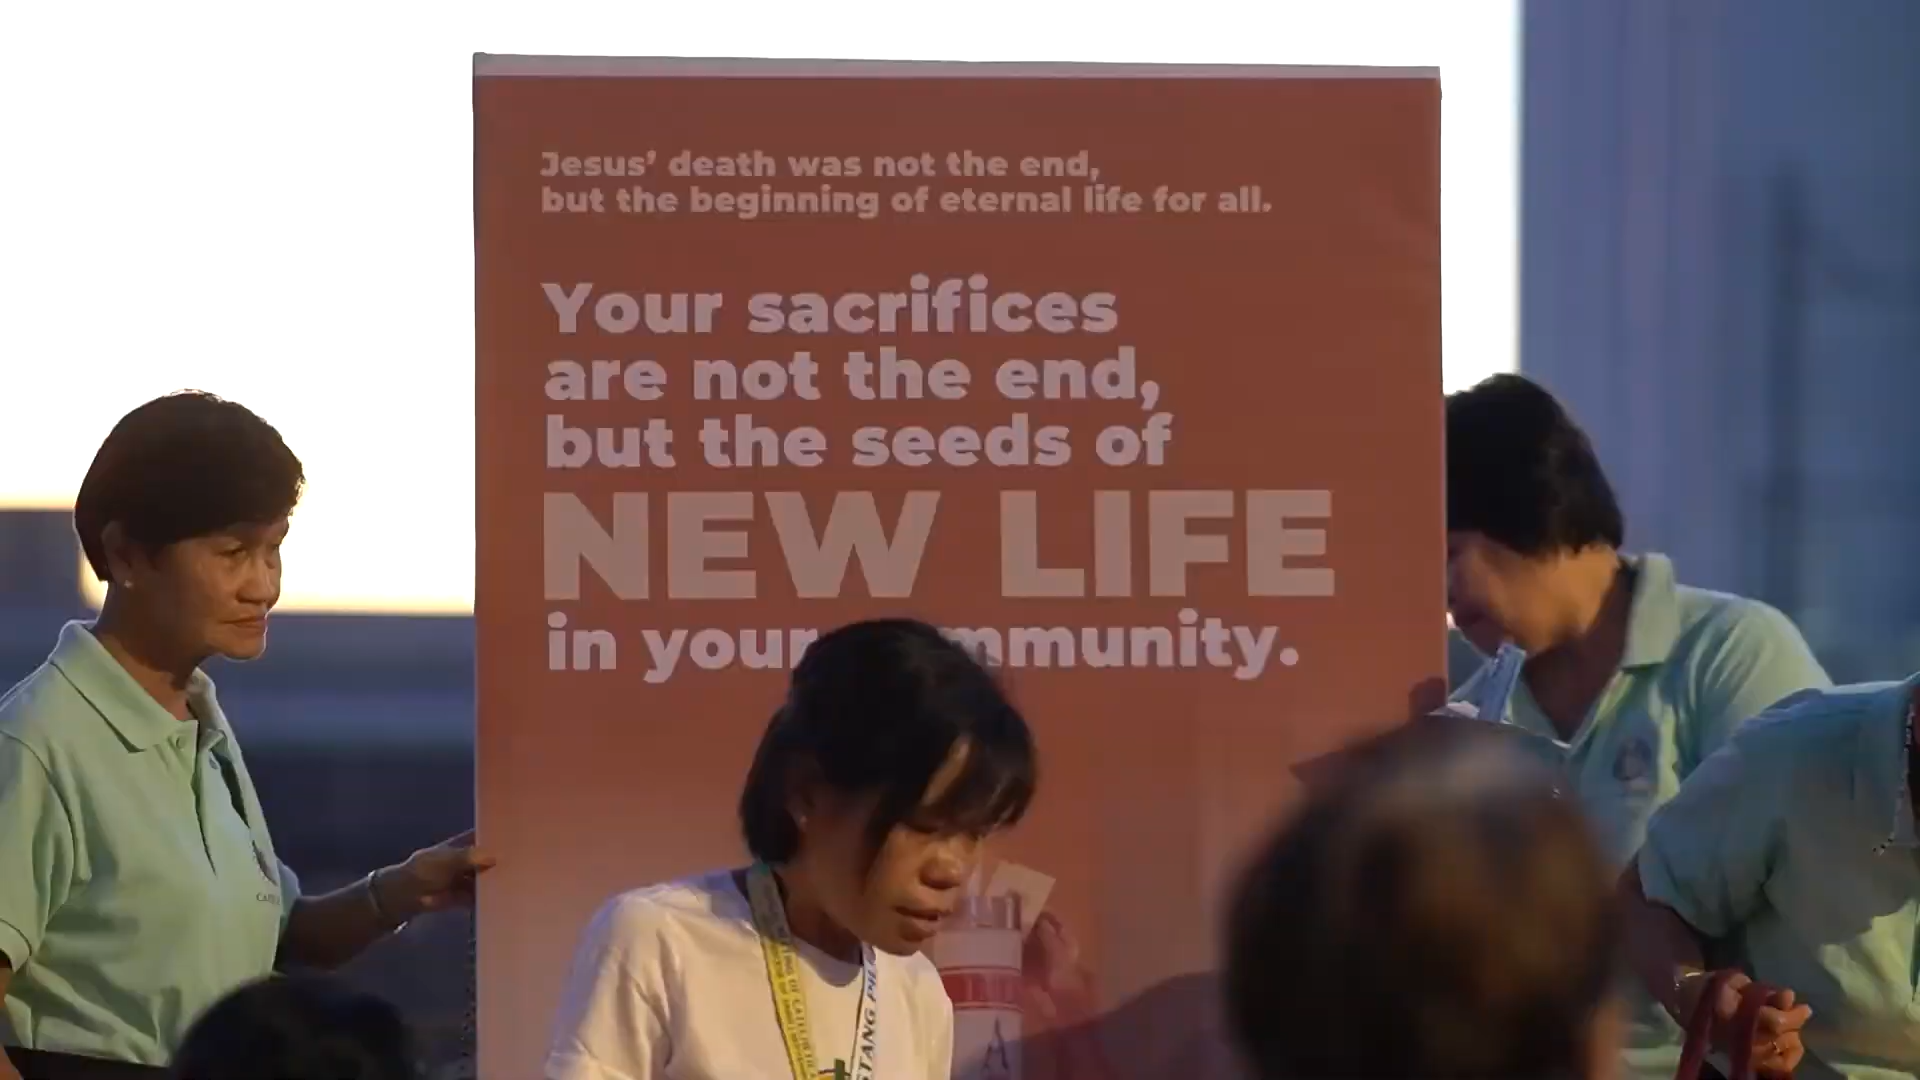 Jesus' death was not the end,
but the beginning of eternal life for all.
Your sacrifices
are not the end,
but the seeds of
NEW LIFE
in your mmunity.